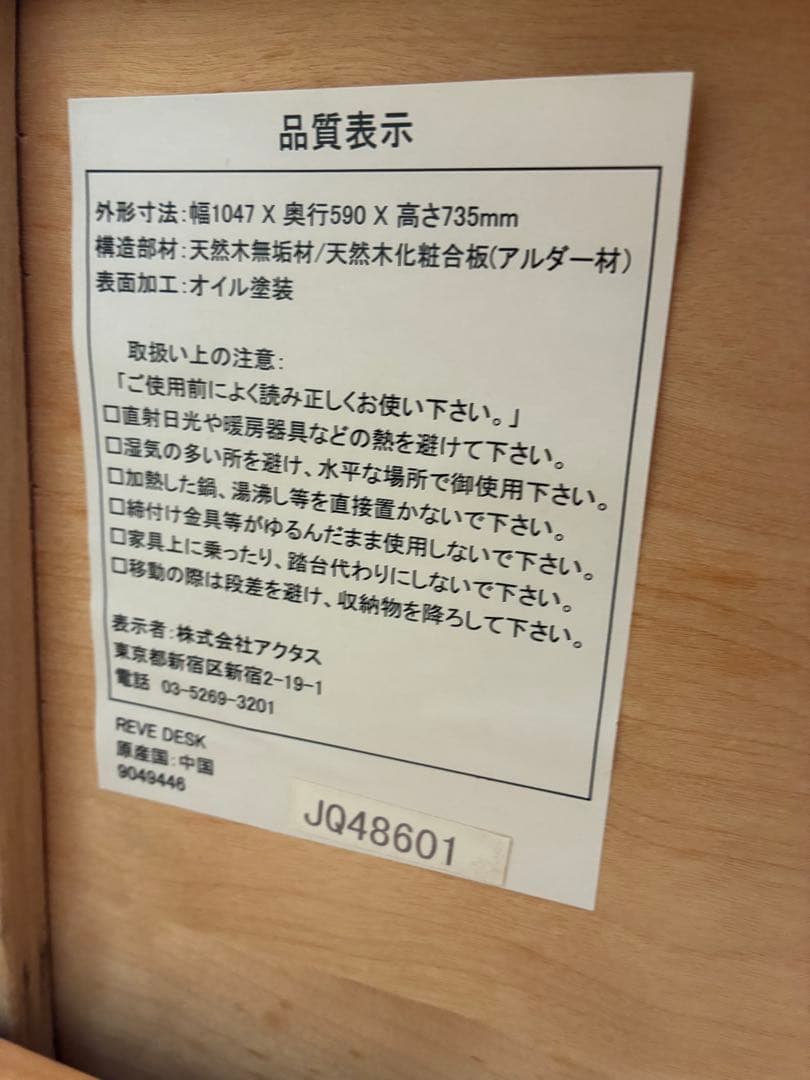 品質表示
外形寸法:幅1047 X 奥行590 X 高さ735mm
構造部材:天然木無垢材/天然木化粧合板(アルダー材)
表面加工:オイル塗装
取扱い上の注意:
「ご使用前によく読み正しくお使い下さい。」
□直射日光や暖房器具などの熱を避けて下さい。
□湿気の多い所を避け、水平な場所で御使用下さい。
□加熱した鍋、湯沸し等を直接置かないで下さい。
□締付け金具等がゆるんだまま使用しないで下さい。
□家具上に乗ったり、踏台代わりにしないで下さい。
□移動の際は段差を避け、収納物を降ろして下さい。
表示者:株式会社アクタス
東京都新宿区新宿2-19-1
電話 03-5269-3201
REVE DESK
原産国:中国
9049446
JQ48601